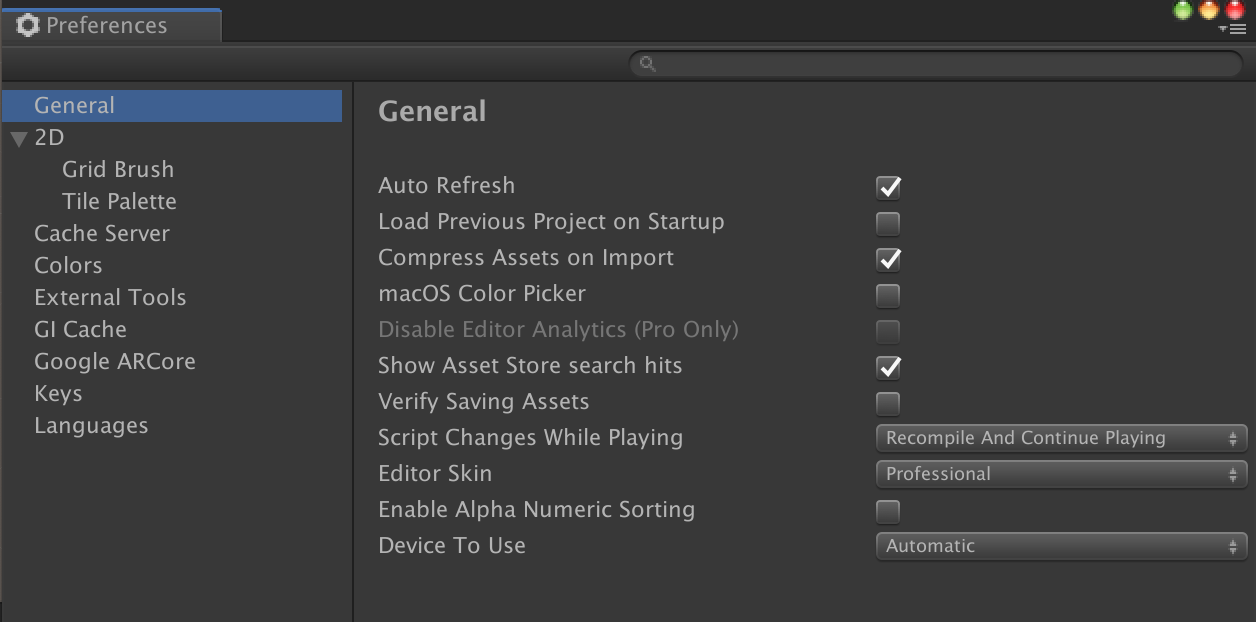 Preferences
General
2D
Grid Brush
Tile Palette
Cache Server
Colors
External Tools
GI Cache
Google ARCore
Keys
Languages
General
Auto Refresh
Load Previous Project on Startup
Compress Assets on Import
macOS Color Picker
Disable Editor Analytics (Pro Only)
Show Asset Store search hits
Verify Saving Assets
Script Changes While Playing Recompile And Continue Playing
Editor Skin Professional
Enable Alpha Numeric Sorting
Device To Use Automatic